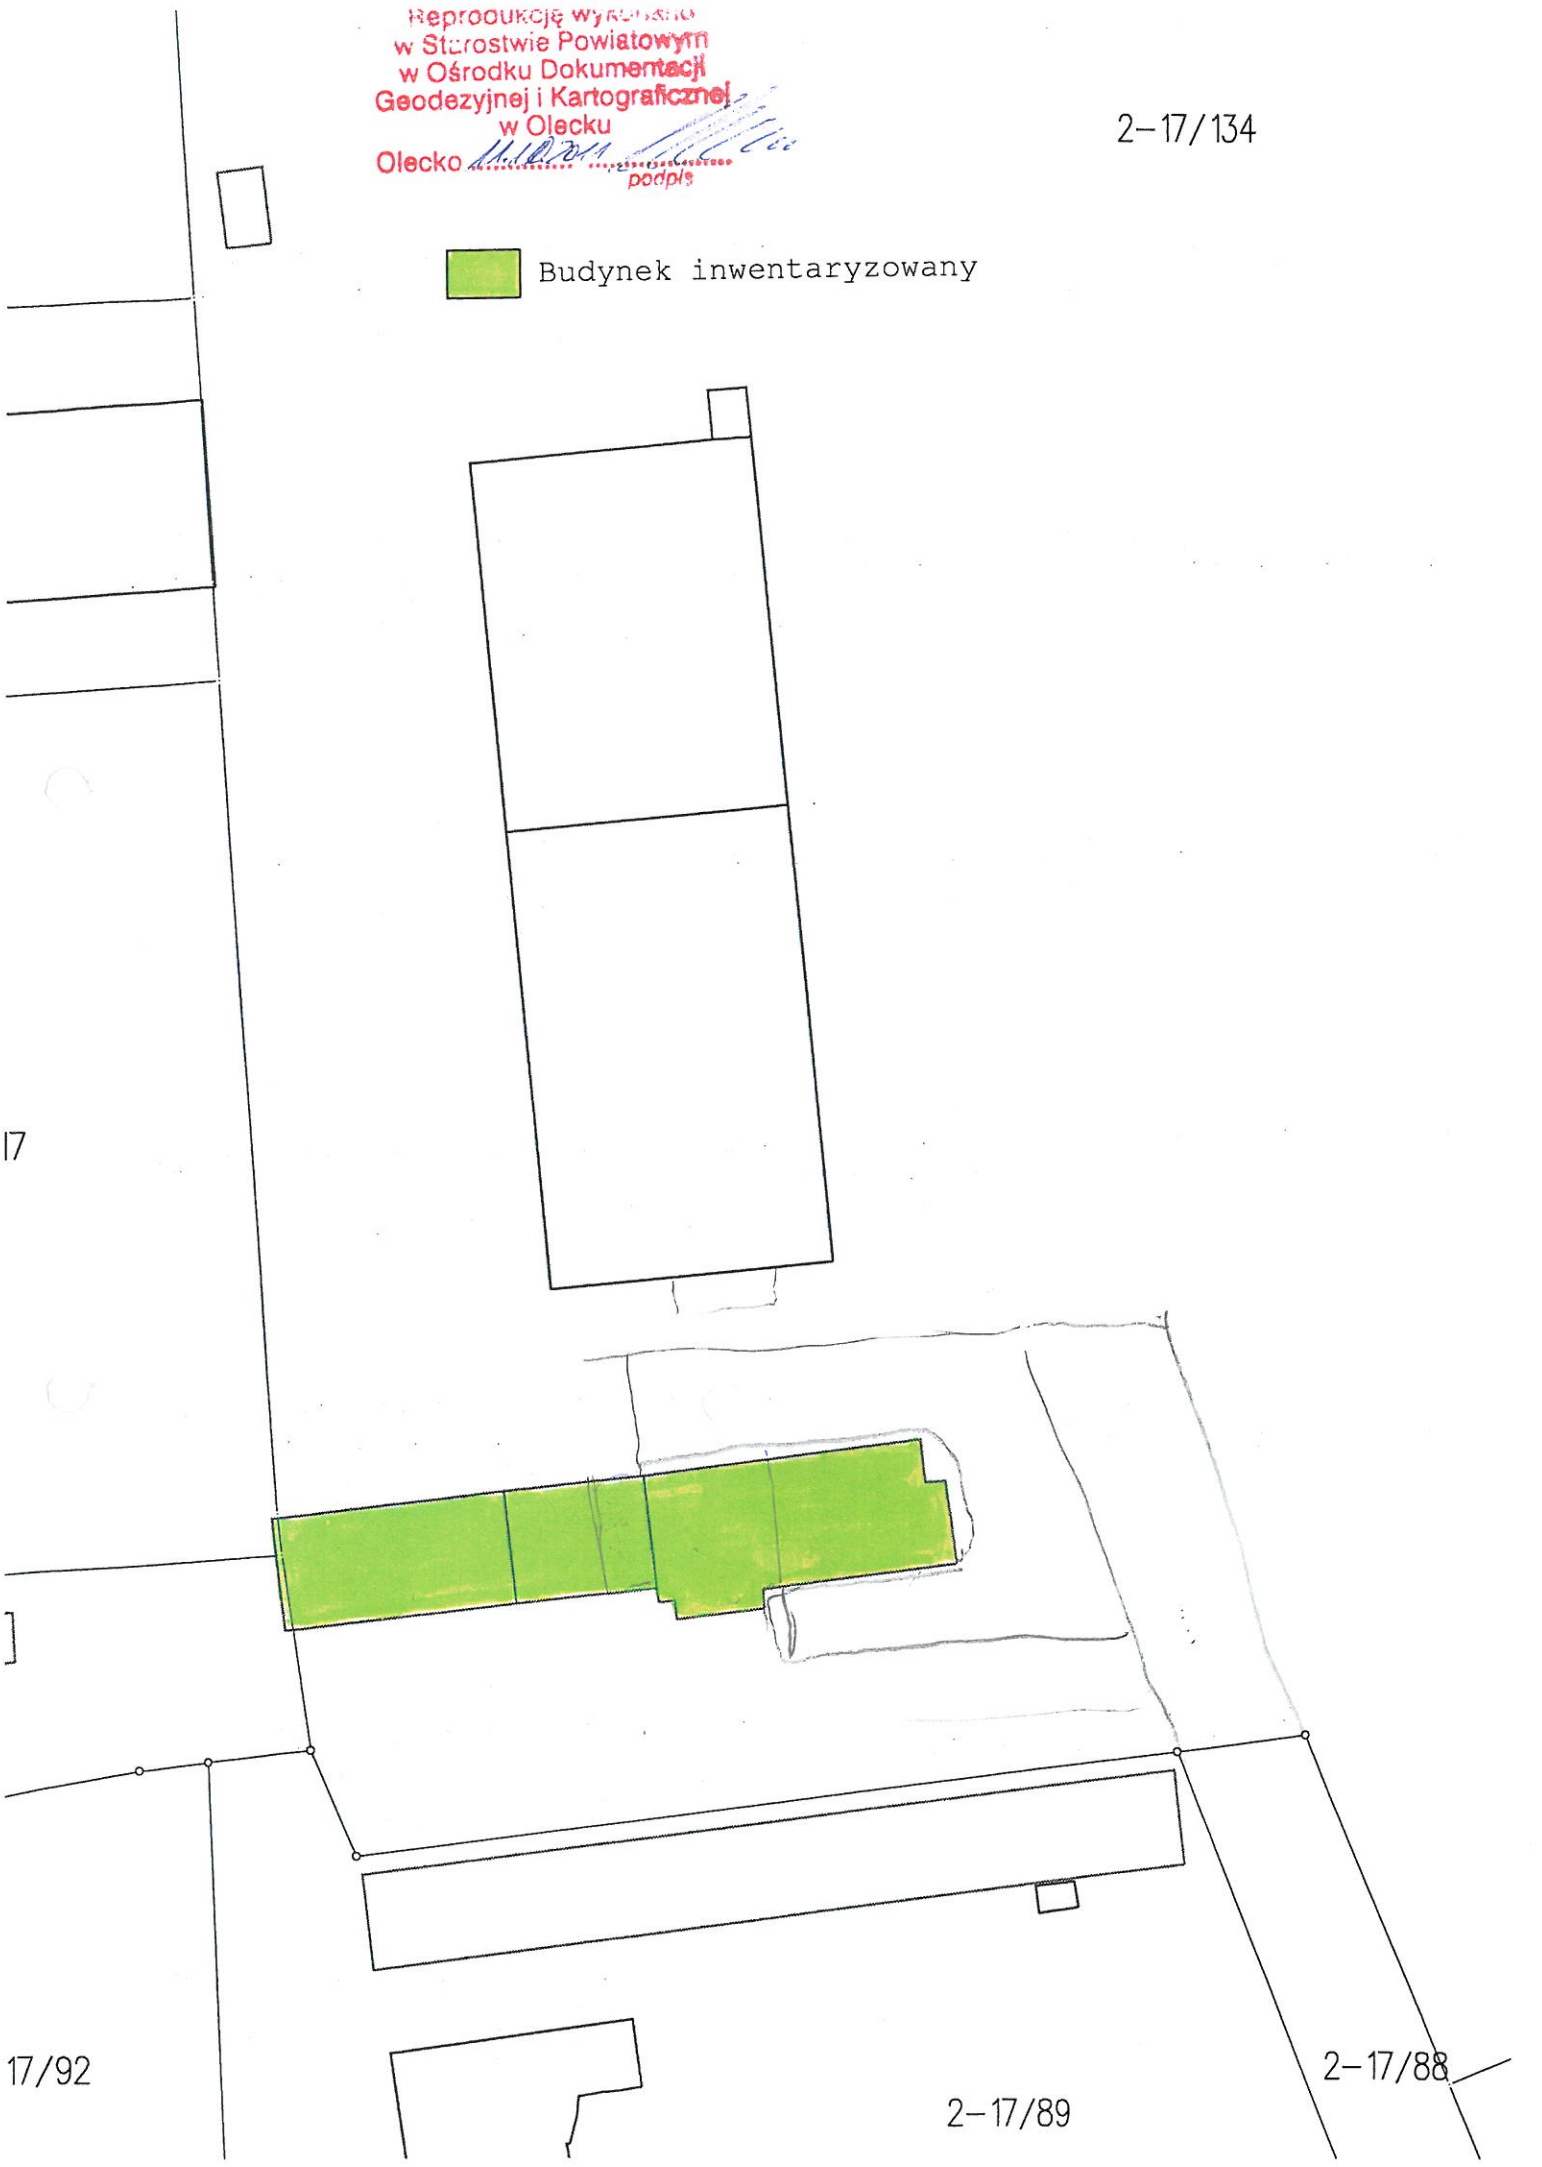 Reprodukcję wykonano
w Starostwie Powiatowym
w Ośrodku Dokumentacji
Geodezyjnej i Kartograficznej
w Olecku
Olecko
podpis
2-17/134
Budynek inwentaryzowany
17
17/92
2-17/88
2-17/89